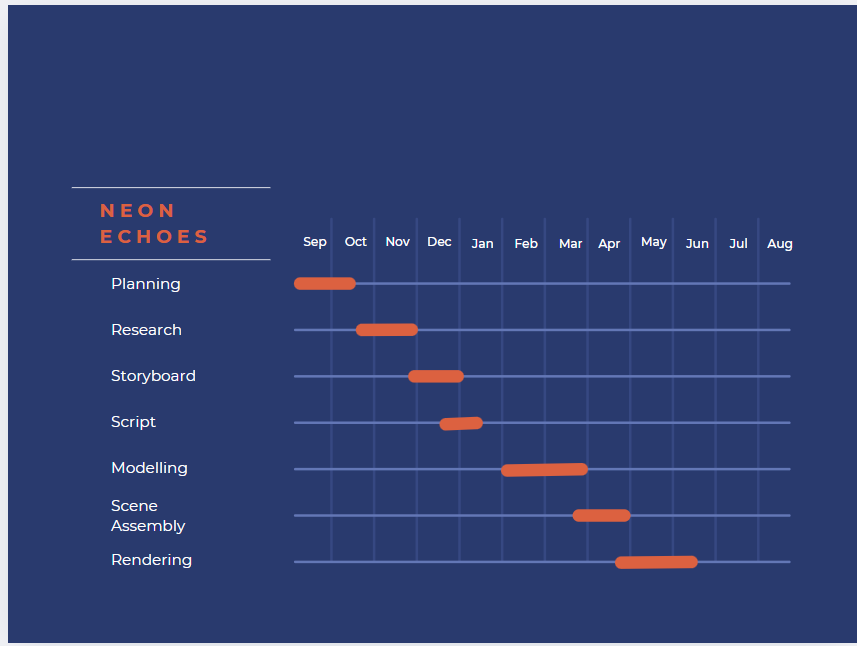 NEON
ECHOES
Sep Oct Nov Dec Jan Feb Mar Apr May Jun Jul Aug
Planning
Research
Storyboard
Script
Modelling
Scene
Assembly
Rendering